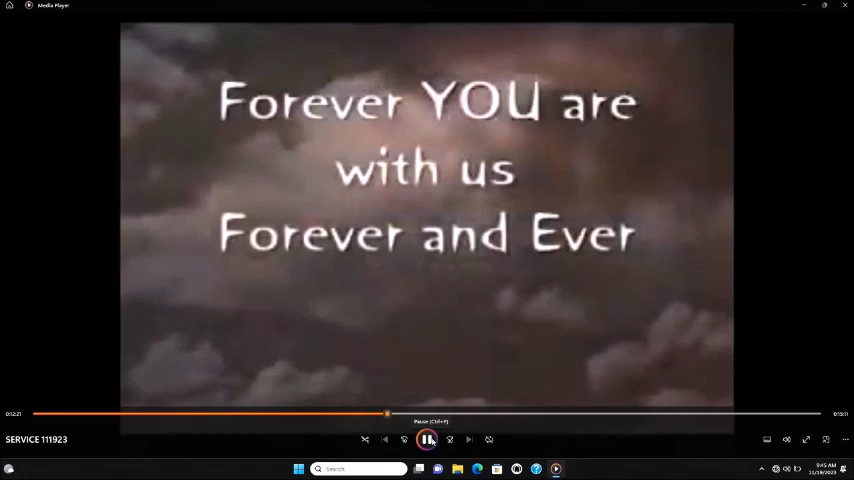 Media Player
Forever YOU are
with us
Forever and Ever
0:12:21
0:15:11
Pause (Ctrl+P)
SERVICE 111923
Search
9:45 AM
11/19/2023